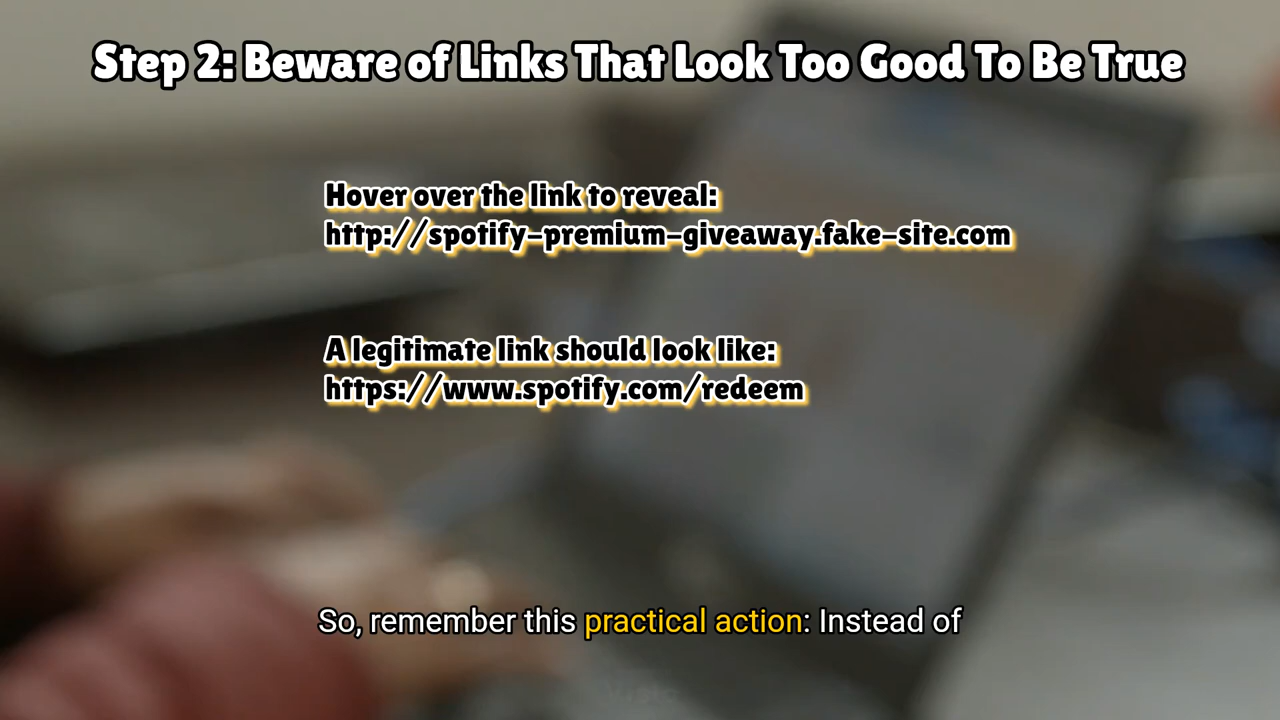 Step 2: Beware of Links That Look Too Good To Be True
Hover over the link to reveal:
http://spotify-premium-giveaway.fake-site.com
A legitimate link should look like:
https://www.spotify.com/redeem
So, remember this practical action: Instead of